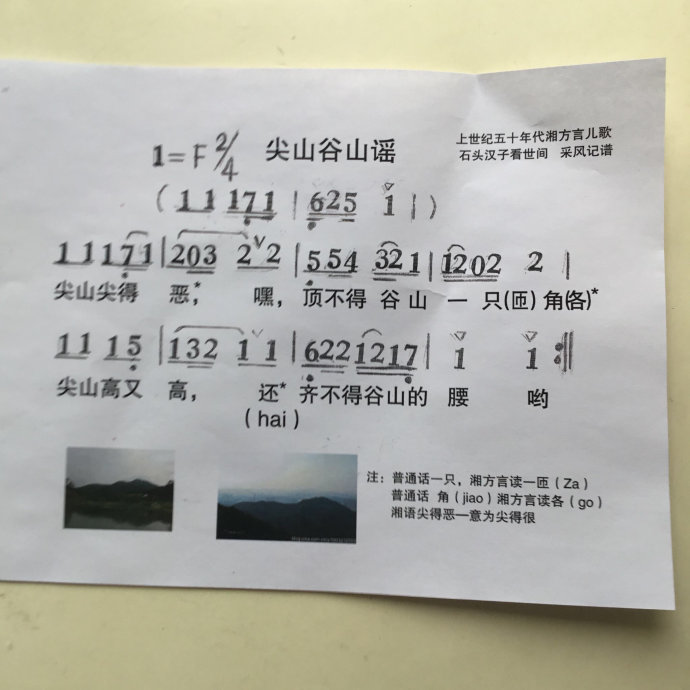 上世纪五十年代湘方言儿歌
1=F 2/4 尖山谷山谣
石头汉子看世间 采风记谱
( 1 1 1 7 1 | 6 2 5 1 | )
1 1 1 7 1 | 2 0 3 2 2 | 5 5 4 3 2 1 | 1 2 0 2 2 |
尖山尖得 恶,* 嘿, 顶不得 谷 山 一 只(匝) 角(各)*
1 1 1 5 | 1 3 2 1 1 | 6 2 2 1 2 1 7 | 1 1 :||
尖山高又 高, 还* 齐不得谷山的 腰 哟
(hai)
注: 普通话一只,湘方言读一匝(Za)
普通话 角(jiao)湘方言读各(go)
湘语尖得恶一意为尖得很